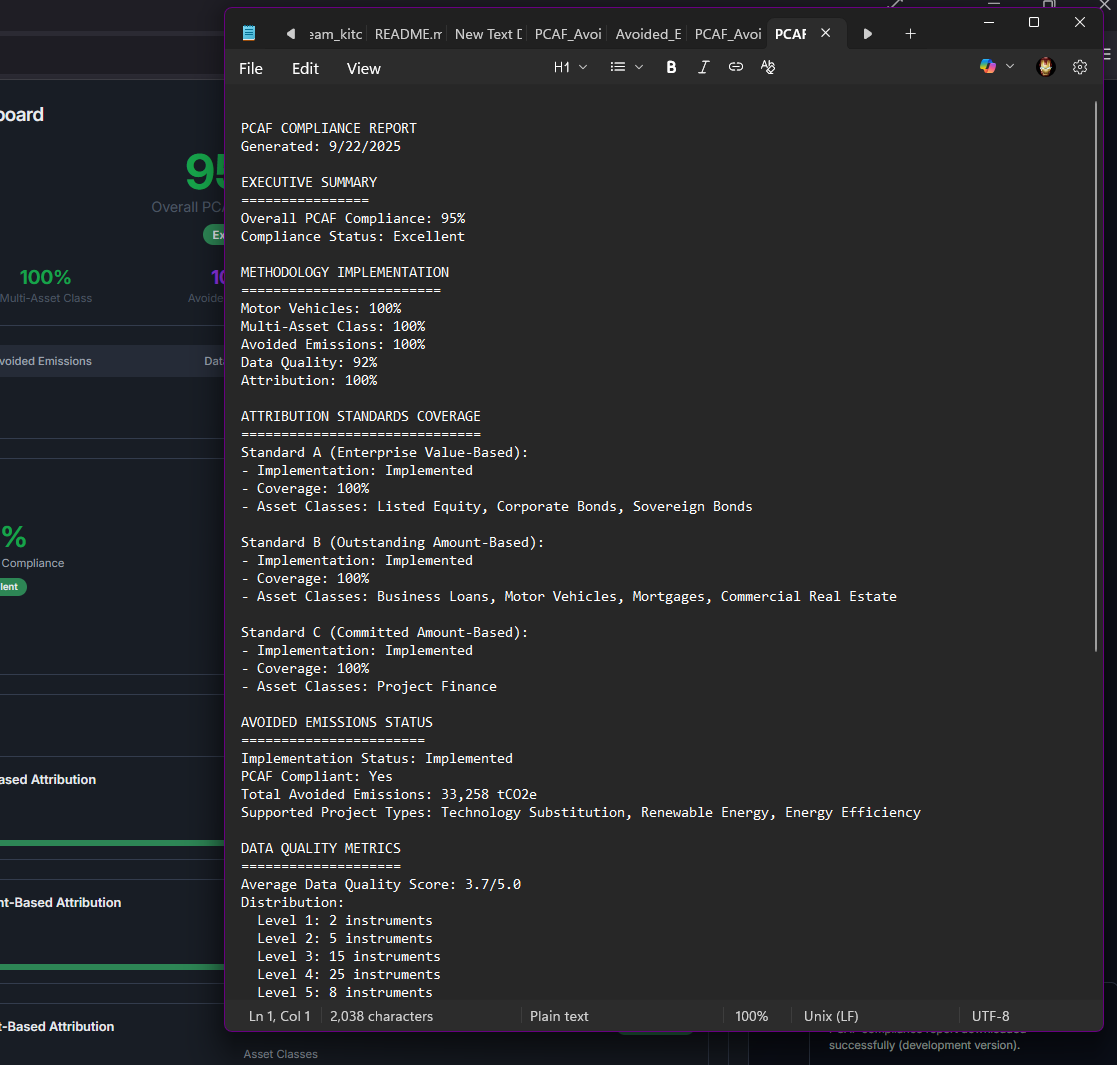 eam_kitc
README.m
New Text D
PCAF_Avoi
Avoided_E
PCAF_Avoi
PCAF
File
Edit
View
H1
B
I
board
95
Overall PC
Ex
100%
10
Multi-Asset Class
Avoide
voided Emissions
Dat
%
Compliance
lent
ased Attribution
nt-Based Attribution
t-Based Attribution
PCAF COMPLIANCE REPORT
Generated: 9/22/2025
EXECUTIVE SUMMARY
================
Overall PCAF Compliance: 95%
Compliance Status: Excellent
METHODOLOGY IMPLEMENTATION
=========================
Motor Vehicles: 100%
Multi-Asset Class: 100%
Avoided Emissions: 100%
Data Quality: 92%
Attribution: 100%
ATTRIBUTION STANDARDS COVERAGE
==============================
Standard A (Enterprise Value-Based):
- Implementation: Implemented
- Coverage: 100%
- Asset Classes: Listed Equity, Corporate Bonds, Sovereign Bonds
Standard B (Outstanding Amount-Based):
- Implementation: Implemented
- Coverage: 100%
- Asset Classes: Business Loans, Motor Vehicles, Mortgages, Commercial Real Estate
Standard C (Committed Amount-Based):
- Implementation: Implemented
- Coverage: 100%
- Asset Classes: Project Finance
AVOIDED EMISSIONS STATUS
=======================
Implementation Status: Implemented
PCAF Compliant: Yes
Total Avoided Emissions: 33,258 tCO2e
Supported Project Types: Technology Substitution, Renewable Energy, Energy Efficiency
DATA QUALITY METRICS
====================
Average Data Quality Score: 3.7/5.0
Distribution:
Level 1: 2 instruments
Level 2: 5 instruments
Level 3: 15 instruments
Level 4: 25 instruments
Level 5: 8 instruments
Ln 1, Col 1
2,038 characters
Plain text
100%
Unix (LF)
UTF-8
Asset Classes
successfully (development version).